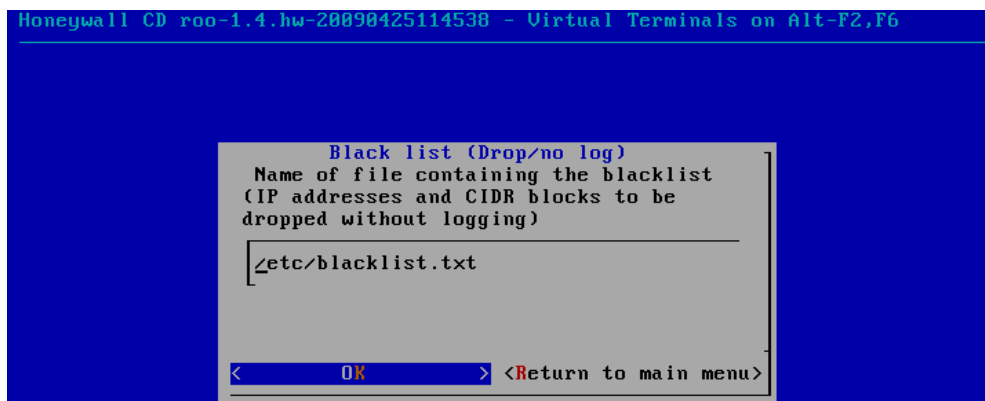 Honeywall CD roo-1.4.hw-20090425114538 - Virtual Terminals on Alt-F2,F6
Black list (Drop/no log)
Name of file containing the blacklist
(IP addresses and CIDR blocks to be
dropped without logging)
/etc/blacklist.txt
< OK > <Return to main menu>